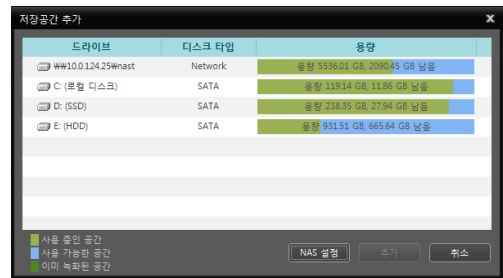 저장공간 추가 x
드라이브 디스크 타입 용량
₩₩10.0.124.25₩nast Network 용량 5536.01 GB, 2090.45 GB 남음
C: (로컬 디스크) SATA 용량 119.14 GB, 11.86 GB 남음
D: (SSD) SATA 용량 238.35 GB, 27.94 GB 남음
E: (HDD) SATA 용량 931.51 GB, 665.64 GB 남음
사용 중인 공간
사용 가능한 공간
이미 녹화된 공간
NAS 설정 추가 취소